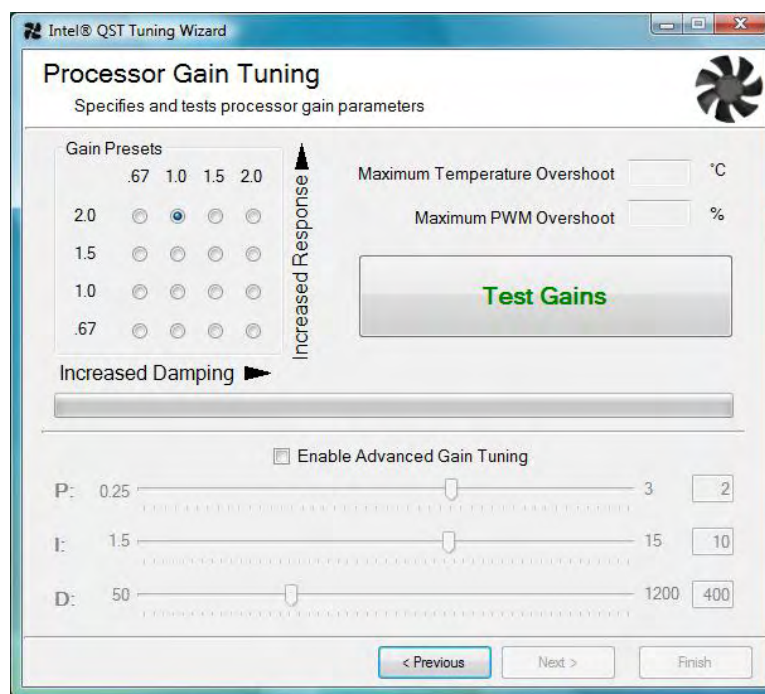 Intel® QST Tuning Wizard
Processor Gain Tuning
Specifies and tests processor gain parameters
Gain Presets
.67 1.0 1.5 2.0
2.0
1.5
1.0
.67
Increased Response
Increased Damping
Maximum Temperature Overshoot °C
Maximum PWM Overshoot %
Test Gains
Enable Advanced Gain Tuning
P: 0.25 3 2
I: 1.5 15 10
D: 50 1200 400
< Previous Next > Finish